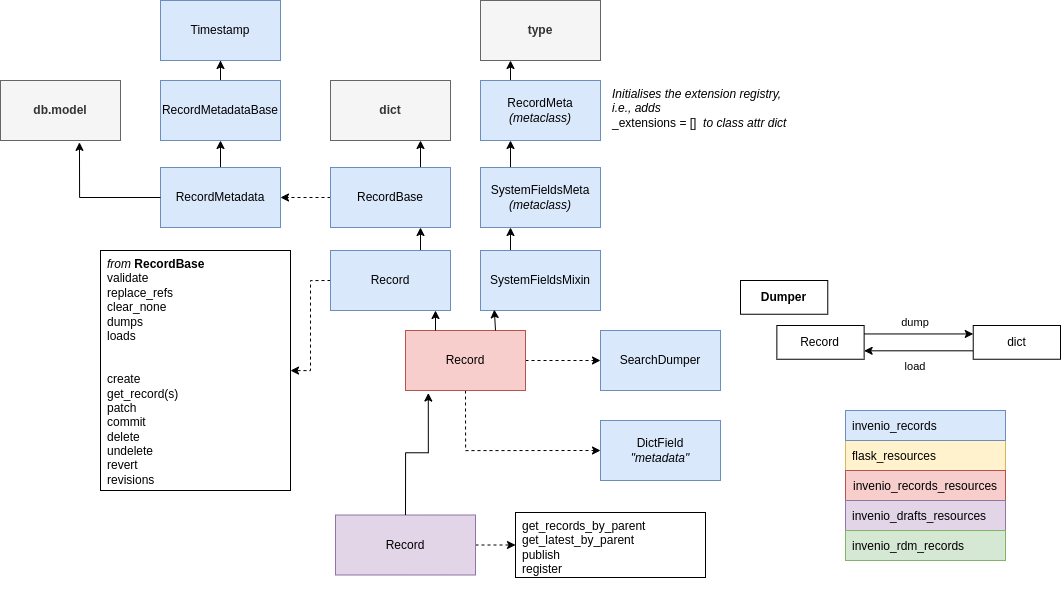 Timestamp
type
db.model
RecordMetadataBase
dict
RecordMeta
(metaclass)
Initialises the extension registry,
i.e., adds
_extensions = [] to class attr dict
RecordMetadata
RecordBase
SystemFieldsMeta
(metaclass)
from RecordBase
validate
replace_refs
clear_none
dumps
loads
create
get_record(s)
patch
commit
delete
undelete
revert
revisions
Record
SystemFieldsMixin
Dumper
Record
dump
load
dict
Record
SearchDumper
DictField
"metadata"
invenio_records
flask_resources
invenio_records_resources
invenio_drafts_resources
invenio_rdm_records
Record
get_records_by_parent
get_latest_by_parent
publish
register